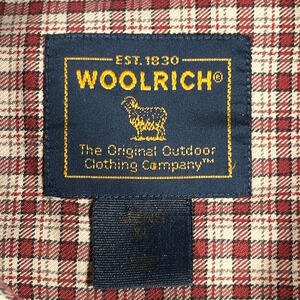 EST. 1830
WOOLRICH®
The Original Outdoor
Clothing Company™